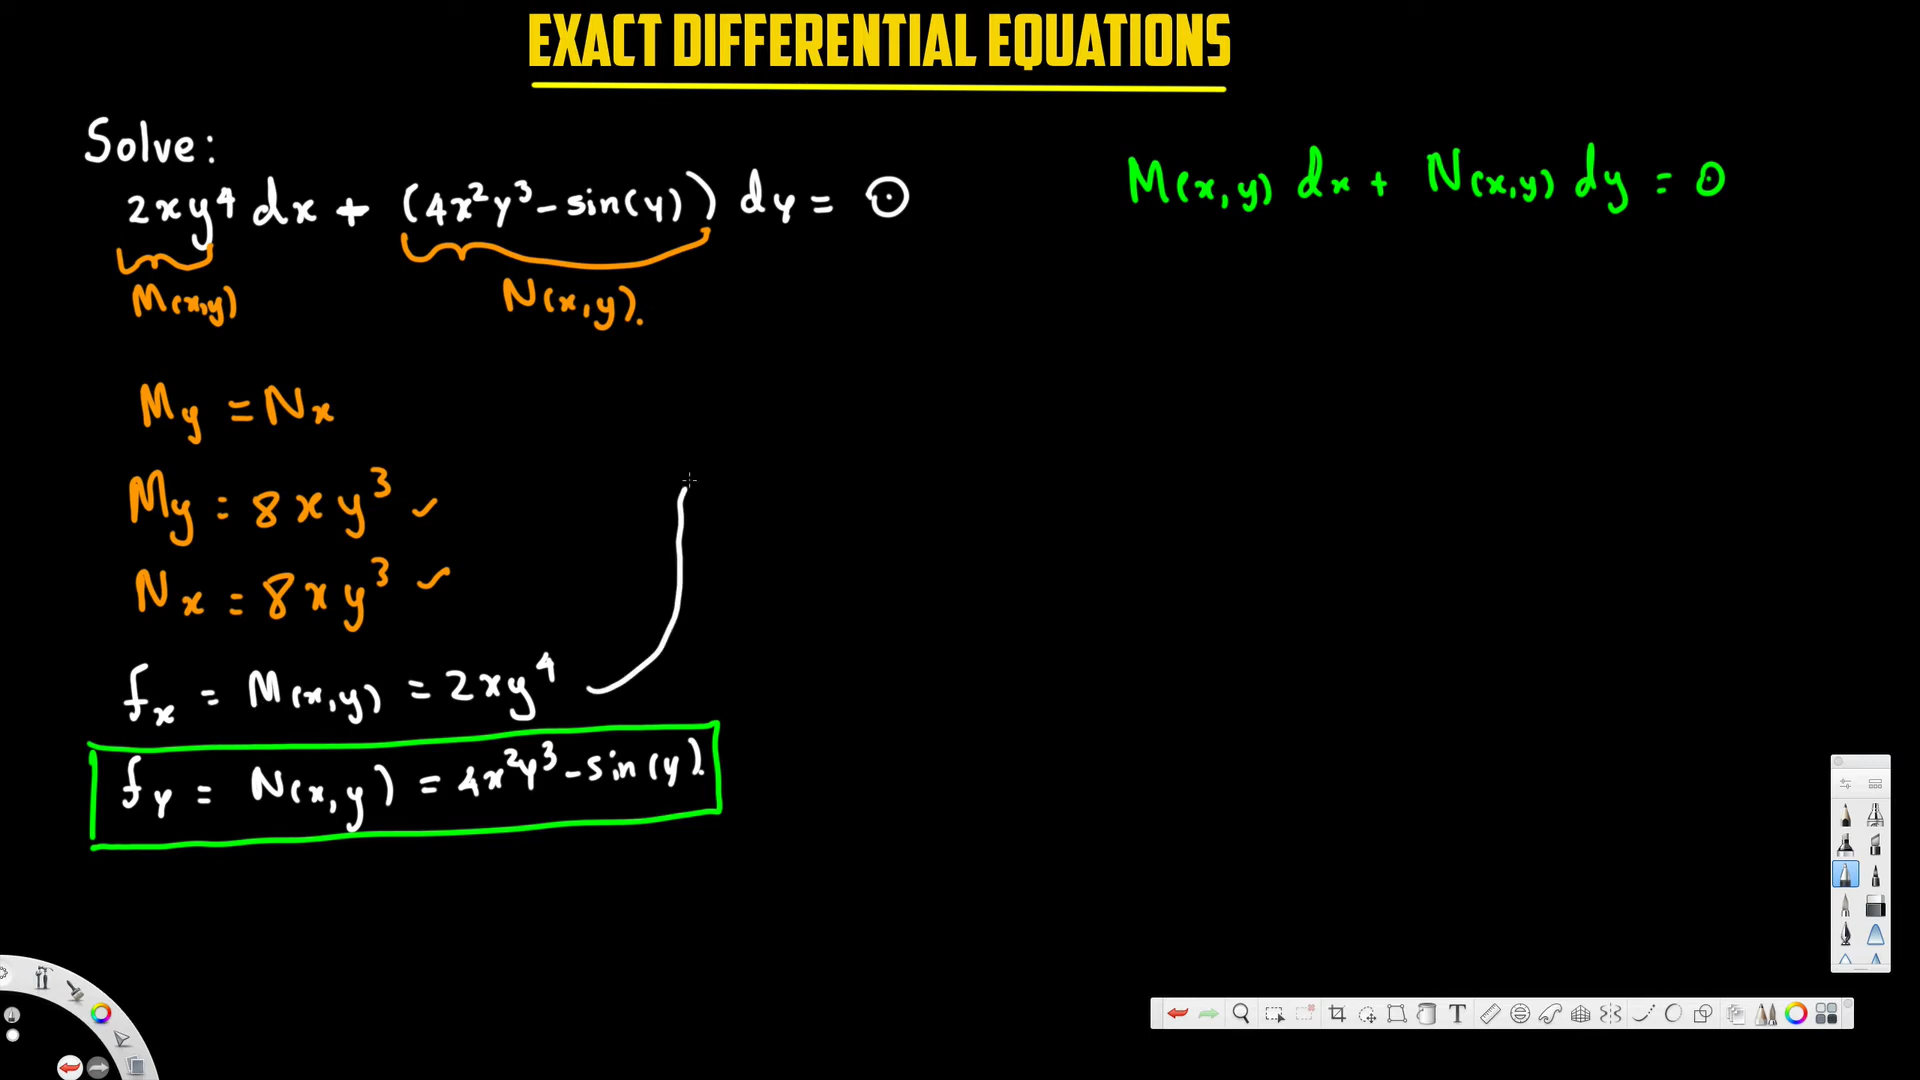 EXACT DIFFERENTIAL EQUATIONS
Solve:
2xy⁴ dx + (4x²y³ - sin(y)) dy = 0
M(x,y) dx + N(x,y) dy = 0
M(x,y)
N(x,y).
My = Nx
My = 8xy³ ✓
Nx = 8xy³ ✓
fx = M(x,y) = 2xy⁴
fy = N(x,y) = 4x²y³ - sin(y).
T